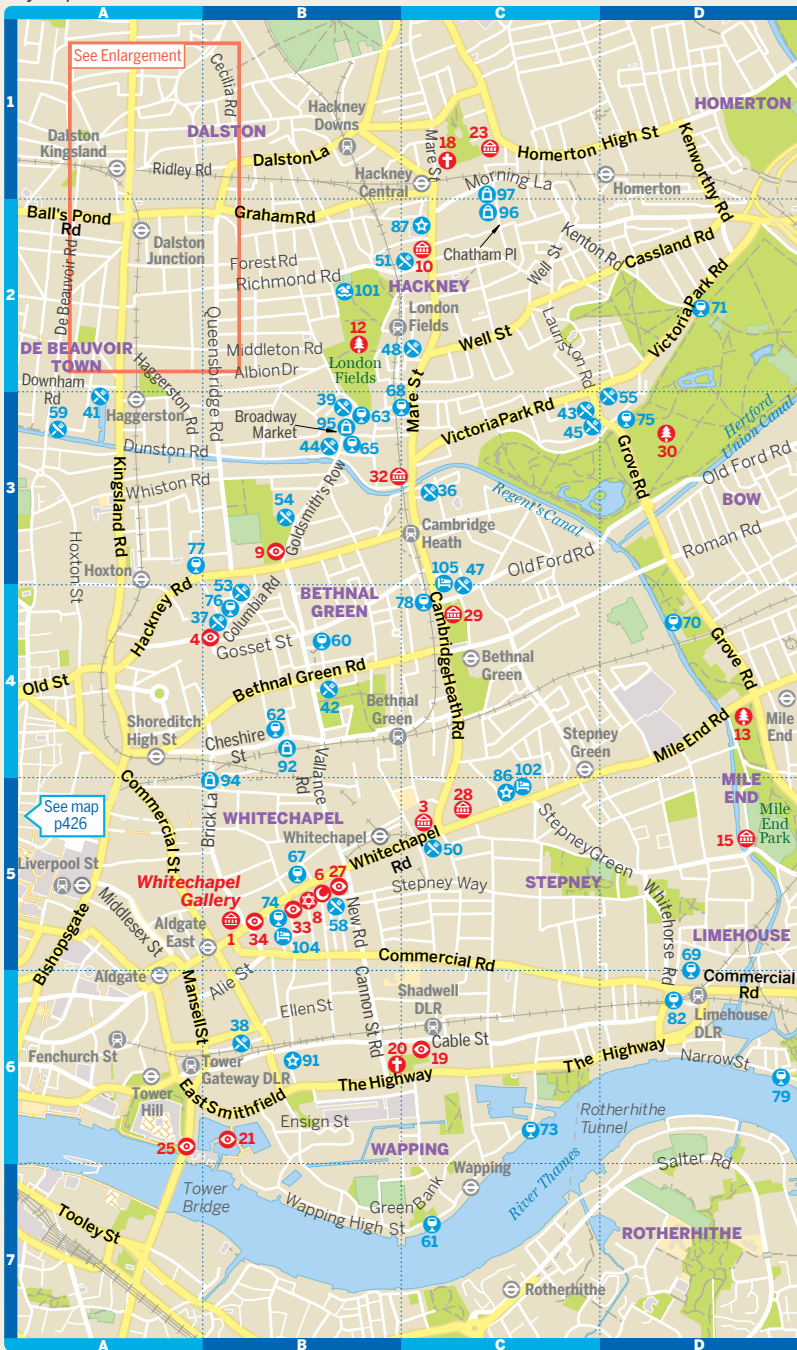 A
B
C
D
1
See Enlargement
Cecilia Rd
HOMERTON
Hackney
Downs
DALSTON
Dalston
Kingsland
Ridley Rd
Dalston La
Mare St
18
23
Homerton High St
Kenworthy Rd
Hackney
Central
Morning La
Homerton
97
96
Ball's Pond
Rd
Graham Rd
87
Chatham Pl
Dalston
Junction
De Beauvoir Rd
Forest Rd
Richmond Rd
51
10
Well St
Kenton Rd
Cassland Rd
2
101
HACKNEY
Victoria Park Rd
71
Queensbridge Rd
12
London
Fields
London
Fields
Well St
Lauriston Rd
DE BEAUVOIR
TOWN
Middleton Rd
Albion Dr
48
Haggerston Rd
Downham
Rd
59
41
Haggerston
39
68
Mare St
55
Broadway
Market
95
63
Victoria Park Rd
43
45
75
30
Hertford
Union Canal
Dunston Rd
44
65
Grove Rd
3
Kingsland Rd
Whiston Rd
32
36
Regent's Canal
Old Ford Rd
BOW
54
Goldsmith's Row
Cambridge
Heath
Roman Rd
Hoxton St
77
9
Old Ford Rd
Hoxton
105
47
53
76
37
4
Columbia Rd
BETHNAL
GREEN
78
29
Hackney Rd
Gosset St
60
Cambridge Heath Rd
70
Grove Rd
4
Old St
Bethnal Green Rd
42
Bethnal
Green
Bethnal
Green
Shoreditch
High St
Cheshire
St
62
92
Vallance
Rd
Stepney
Green
Mile End Rd
13
Mile
End
94
Commercial St
Brick La
See map
p426
WHITECHAPEL
Whitechapel
3
28
86
102
MILE
END
Mile
End
Park
15
Stepney Green
5
Liverpool St
Whitechapel
Rd
50
67
Whitechapel
Gallery
6
27
Stepney Way
STEPNEY
Middlesex St
74
New Rd
Whitehorse Rd
Bishopsgate
Aldgate
East
1
34
33
8
58
104
LIMEHOUSE
Commercial Rd
69
Aldgate
Alie St
Commercial
Rd
Mansell St
Ellen St
Cannon St Rd
Shadwell
DLR
82
Limehouse
DLR
38
6
Fenchurch St
91
Cable St
20
19
The Highway
Narrow St
Tower
Gateway DLR
The Highway
79
Tower
Hill
East Smithfield
Ensign St
Rotherhithe
Tunnel
25
21
WAPPING
73
Wapping
Salter Rd
Tower
Bridge
Wapping High St
Green Bank
River Thames
Tooley St
61
ROTHERHITHE
7
Rotherhithe
A
B
C
D